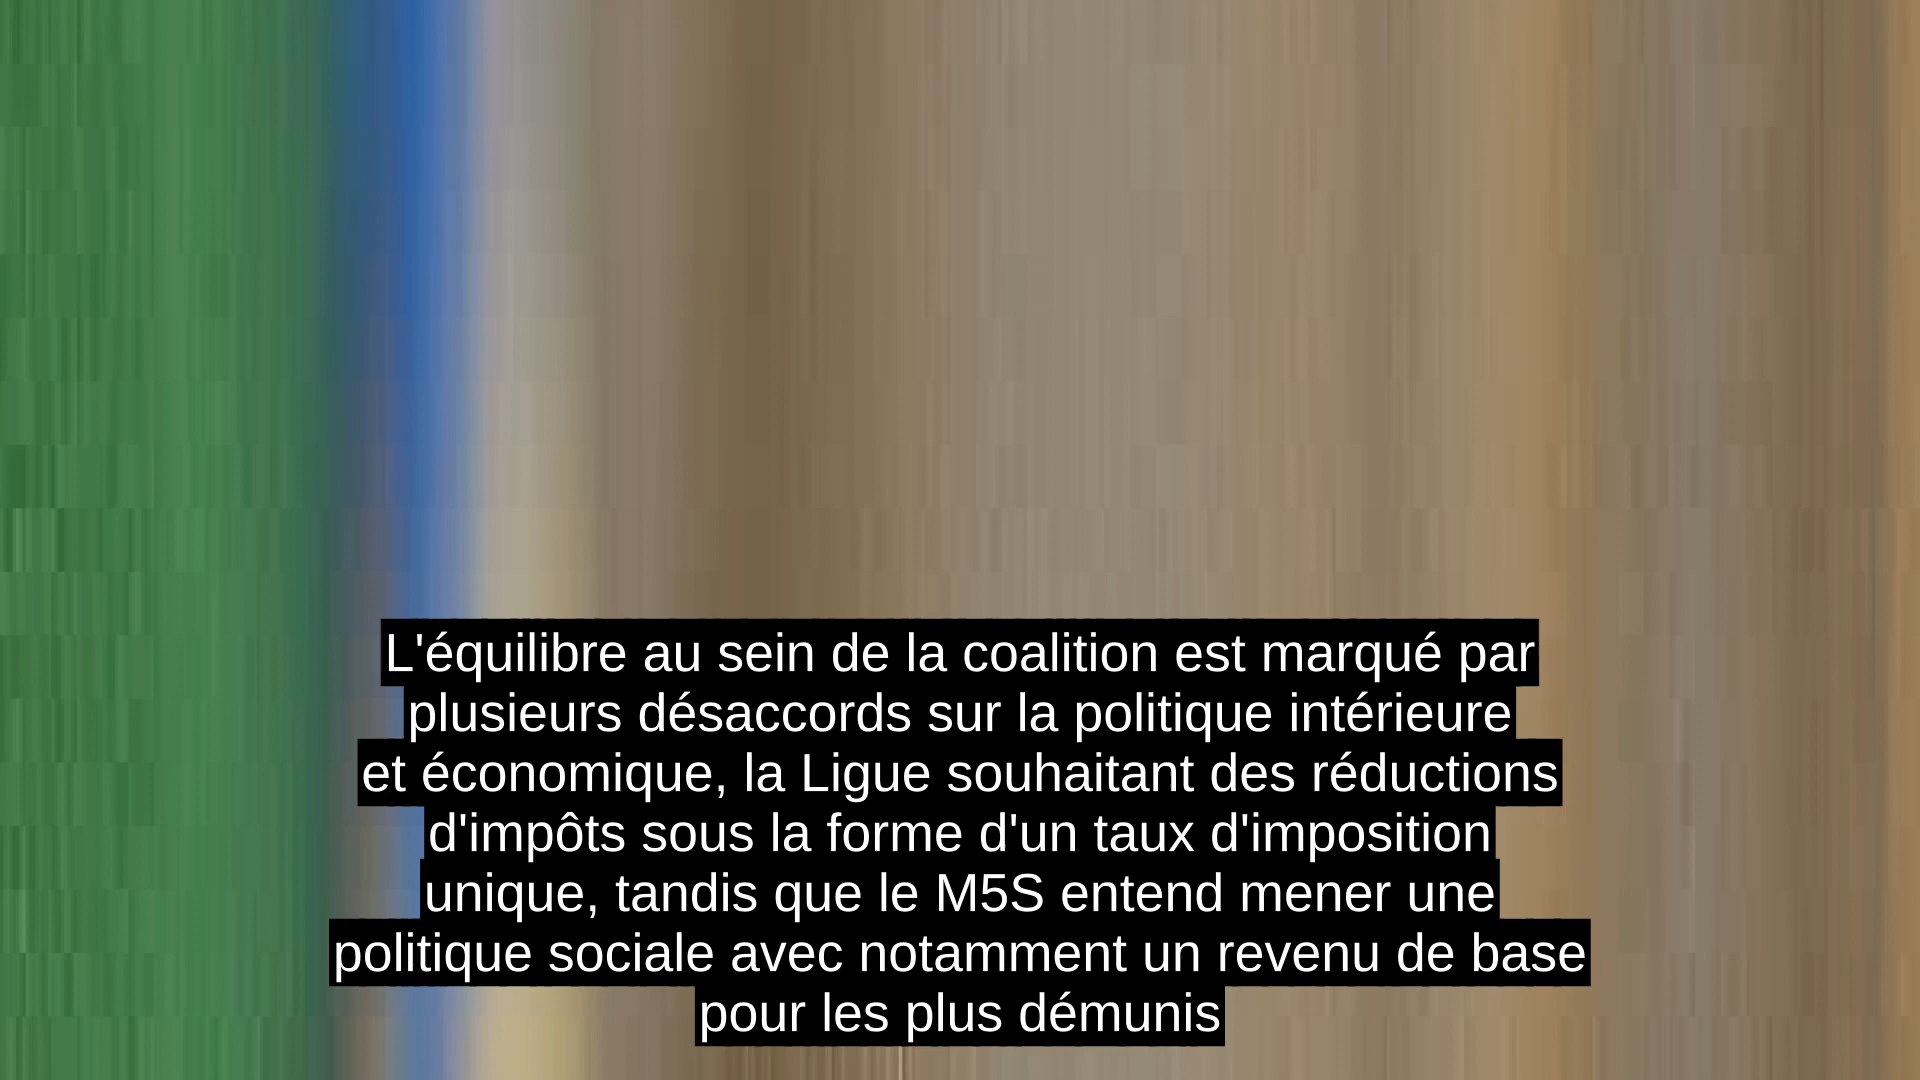 L'équilibre au sein de la coalition est marqué par
plusieurs désaccords sur la politique intérieure
et économique, la Ligue souhaitant des réductions
d'impôts sous la forme d'un taux d'imposition
unique, tandis que le M5S entend mener une
politique sociale avec notamment un revenu de base
pour les plus démunis